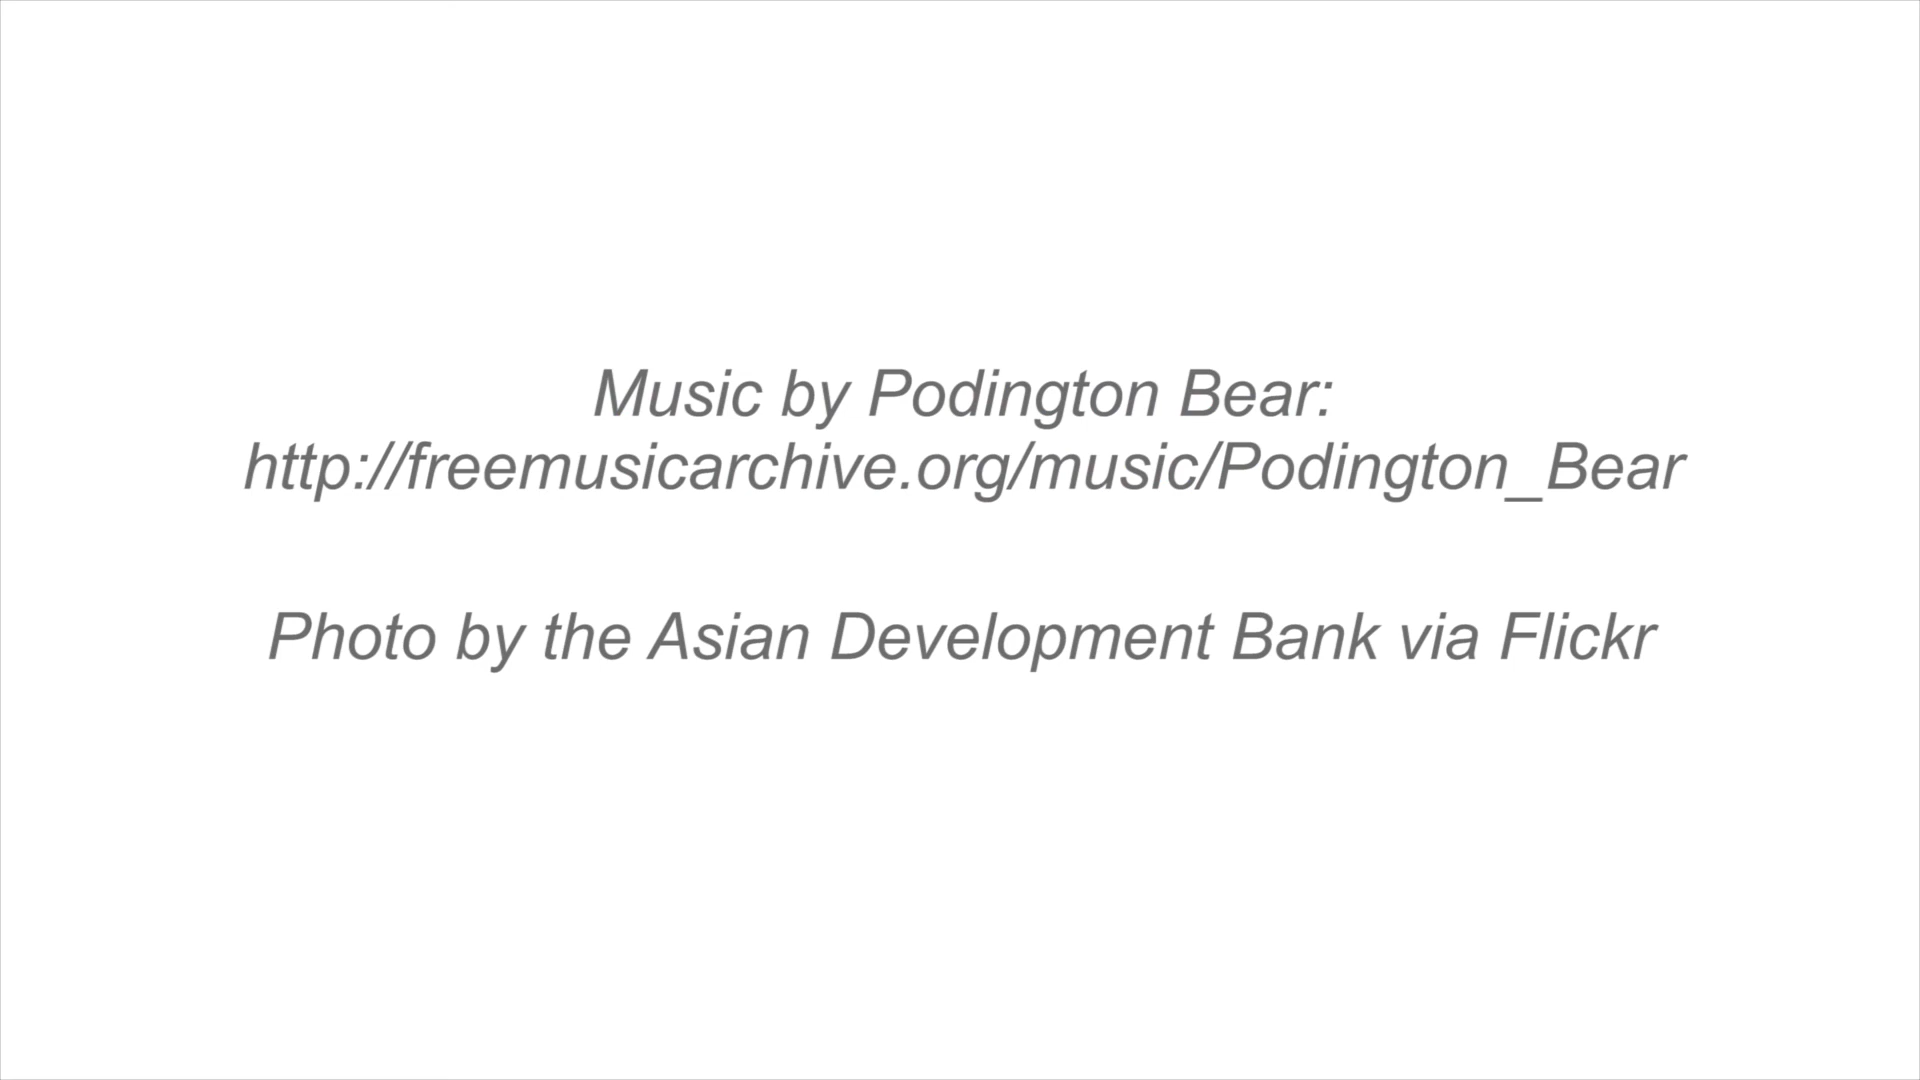 Music by Podington Bear:
http://freemusicarchive.org/music/Podington_Bear
Photo by the Asian Development Bank via Flickr